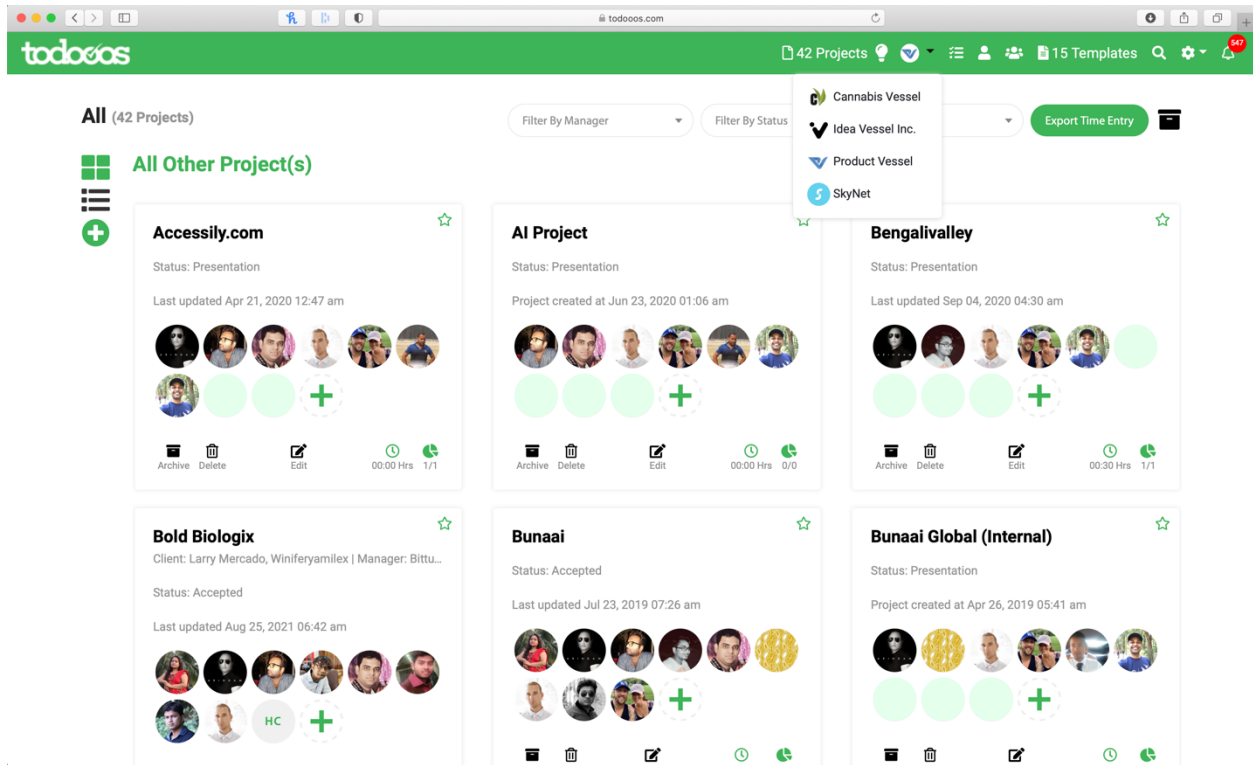 todooos.com
todooos
42 Projects
15 Templates
547
Cannabis Vessel
Idea Vessel Inc.
Product Vessel
SkyNet
All (42 Projects)
Filter By Manager
Filter By Status
Export Time Entry
All Other Project(s)
Accessily.com
Status: Presentation
Last updated Apr 21, 2020 12:47 am
Archive Delete Edit 00:00 Hrs 1/1
AI Project
Status: Presentation
Project created at Jun 23, 2020 01:06 am
Archive Delete Edit 00:00 Hrs 0/0
Bengalivalley
Status: Presentation
Last updated Sep 04, 2020 04:30 am
Archive Delete Edit 00:30 Hrs 1/1
Bold Biologix
Client: Larry Mercado, Winiferyamilex | Manager: Bittu...
Status: Accepted
Last updated Aug 25, 2021 06:42 am
HC
Bunaai
Status: Accepted
Last updated Jul 23, 2019 07:26 am
Bunaai Global (Internal)
Status: Presentation
Project created at Apr 26, 2019 05:41 am